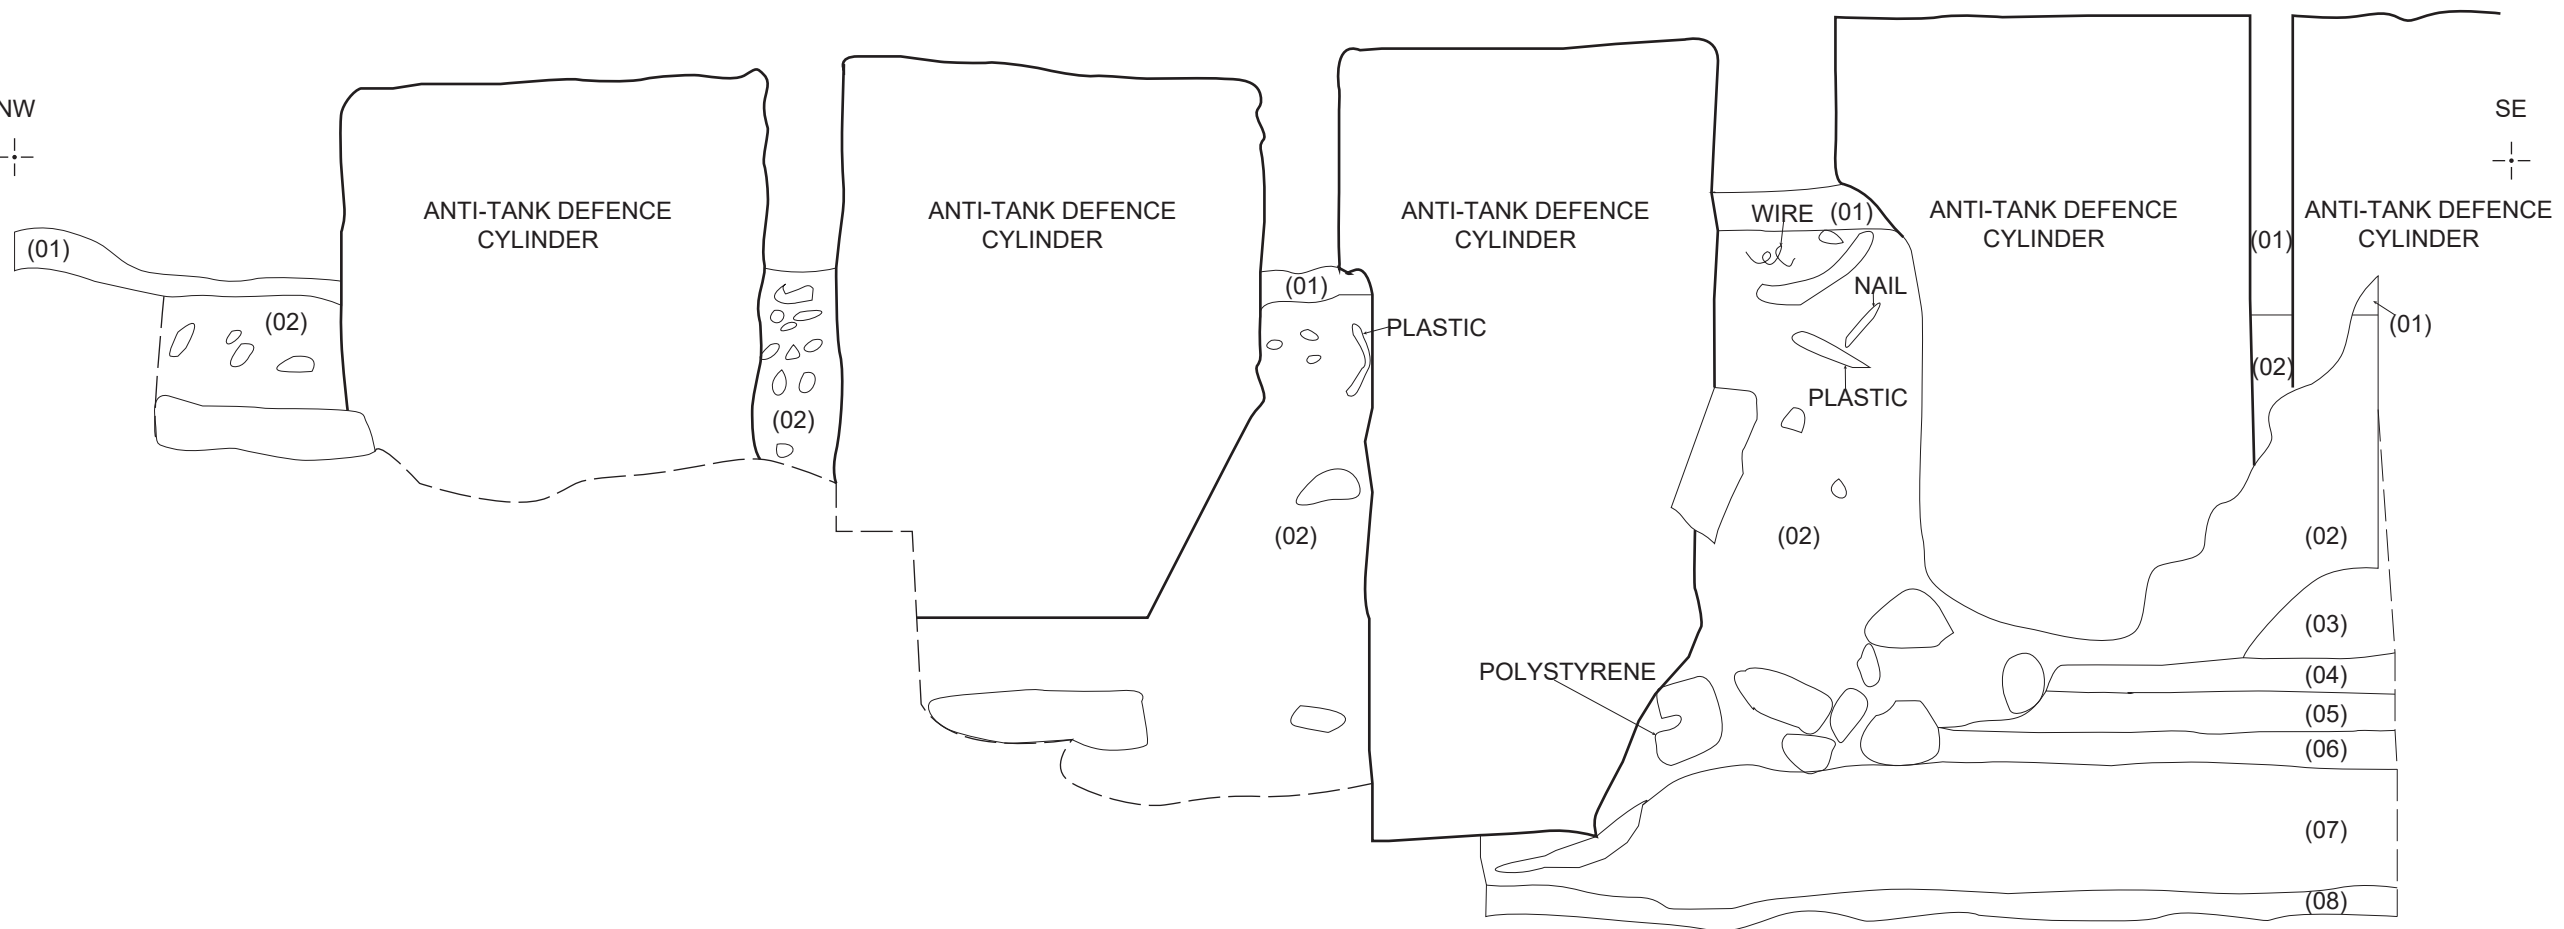 NW
SE
ANTI-TANK DEFENCE
CYLINDER
ANTI-TANK DEFENCE
CYLINDER
ANTI-TANK DEFENCE
CYLINDER
ANTI-TANK DEFENCE
CYLINDER
ANTI-TANK DEFENCE
CYLINDER
WIRE (01)
(01)
(01)
(01)
(01)
NAIL
(02)
PLASTIC
(02)
PLASTIC
(02)
(02)
(02)
(02)
(03)
POLYSTYRENE
(04)
(05)
(06)
(07)
(08)